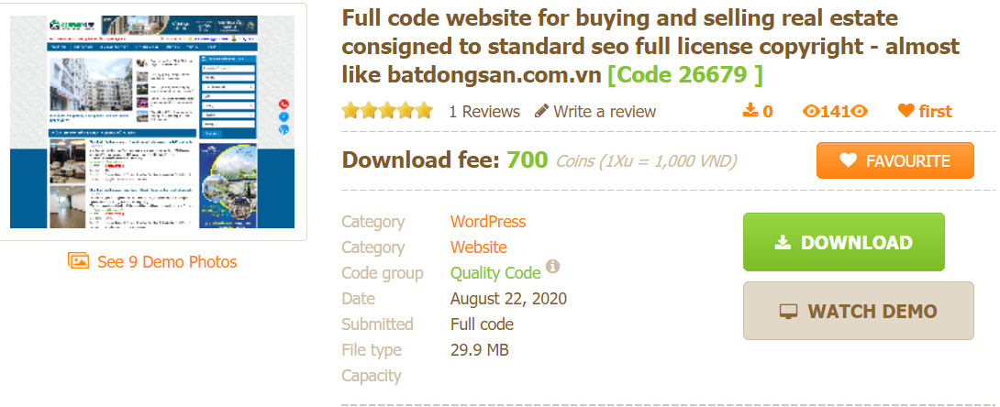 Full code website for buying and selling real estate
consigned to standard seo full license copyright - almost
like batdongsan.com.vn [Code 26679 ]
1 Reviews Write a review 0 141 first
Download fee: 700 Coins (1Xu = 1,000 VND) FAVOURITE
See 9 Demo Photos
Category WordPress
Category Website
Code group Quality Code
Date August 22, 2020
Submitted Full code
File type 29.9 MB
Capacity
DOWNLOAD
WATCH DEMO